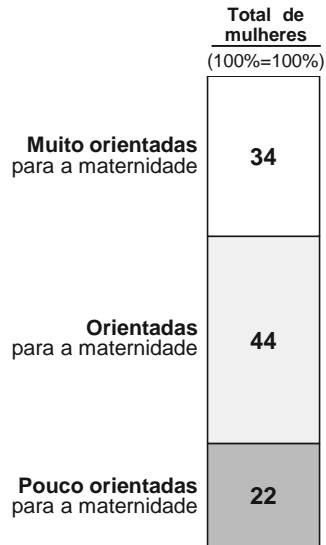 Total de
mulheres
(100%=100%)
Muito orientadas
para a maternidade
34
Orientadas
para a maternidade
44
Pouco orientadas
para a maternidade
22